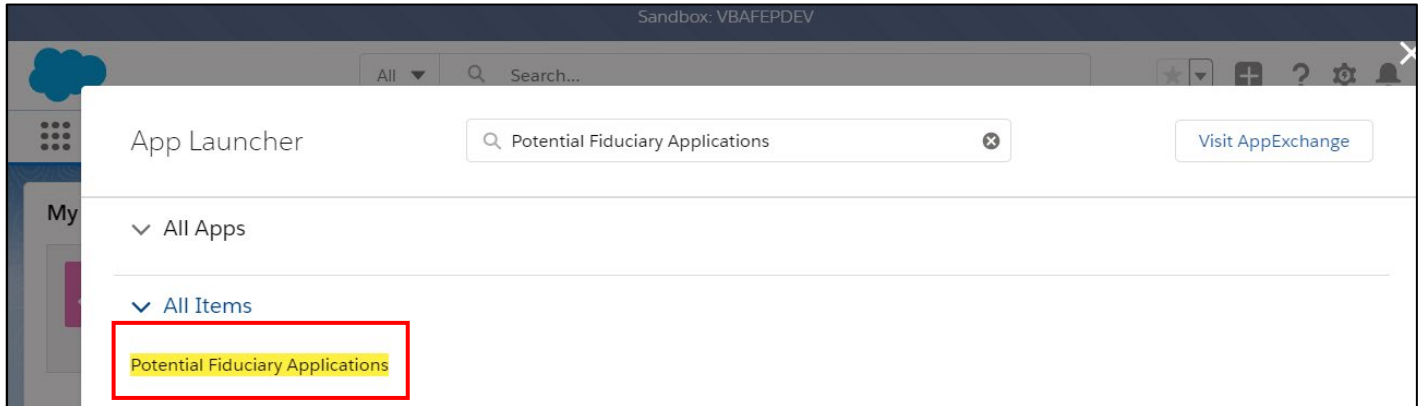 Sandbox: VBAFEPDEV
All
Search...
App Launcher
Potential Fiduciary Applications
Visit AppExchange
My
All Apps
All Items
Potential Fiduciary Applications